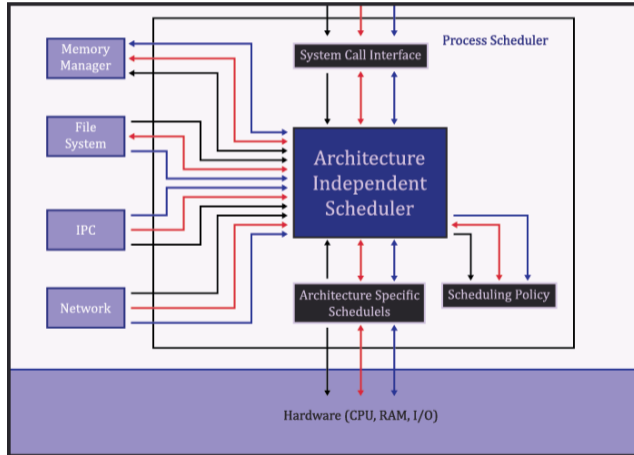 Memory
Manager
System Call Interface
Process Scheduler
File
System
Architecture
Independent
Scheduler
IPC
Network
Architecture Specific
Schedulels
Scheduling Policy
Hardware (CPU, RAM, I/O)